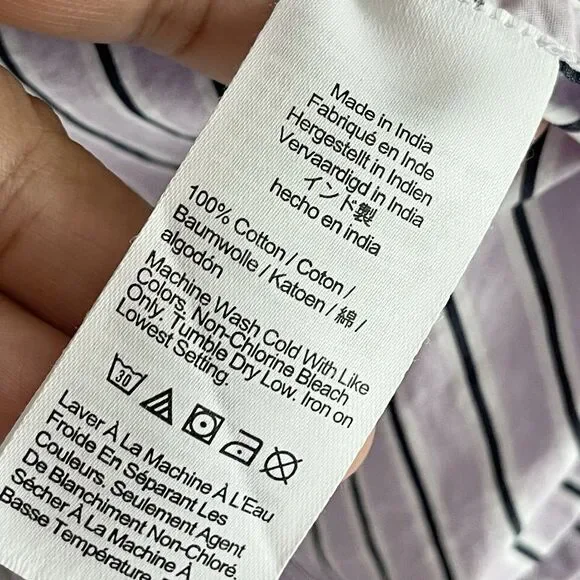 Made in India
Fabriqué en Inde
Hergestellt in Indien
Vervaardigd in India
インド製
hecho en india
100% Cotton / Coton /
Baumwolle / Katoen / 綿 /
algodón
Machine Wash Cold With Like
Colors. Non-Chlorine Bleach
Only. Tumble Dry Low. Iron on
Lowest Setting.
30
Laver À La Machine À L'Eau
Froide En Séparant Les
Couleurs. Seulement Agent
De Blanchiment Non-Chloré.
Sécher À La Machine À
Basse Température.